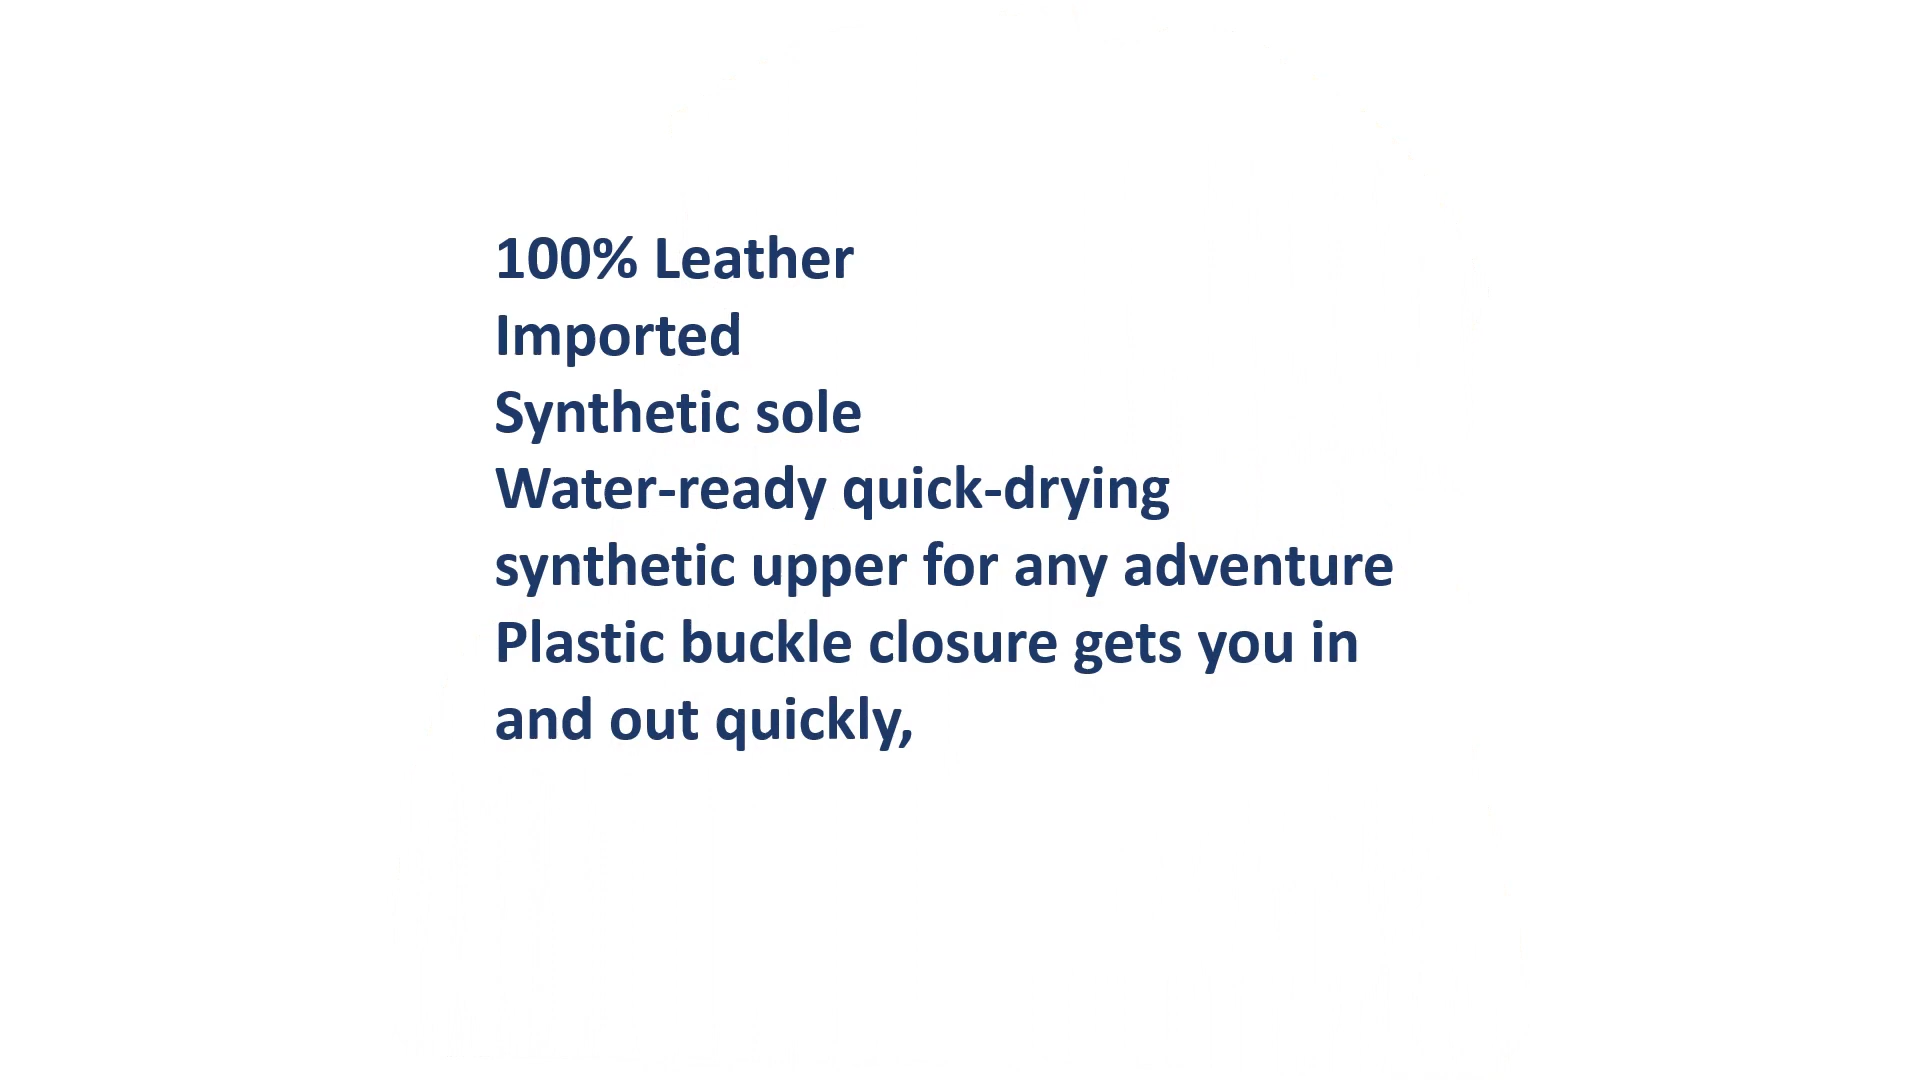 100% Leather
Imported
Synthetic sole
Water-ready quick-drying
synthetic upper for any adventure
Plastic buckle closure gets you in
and out quickly,